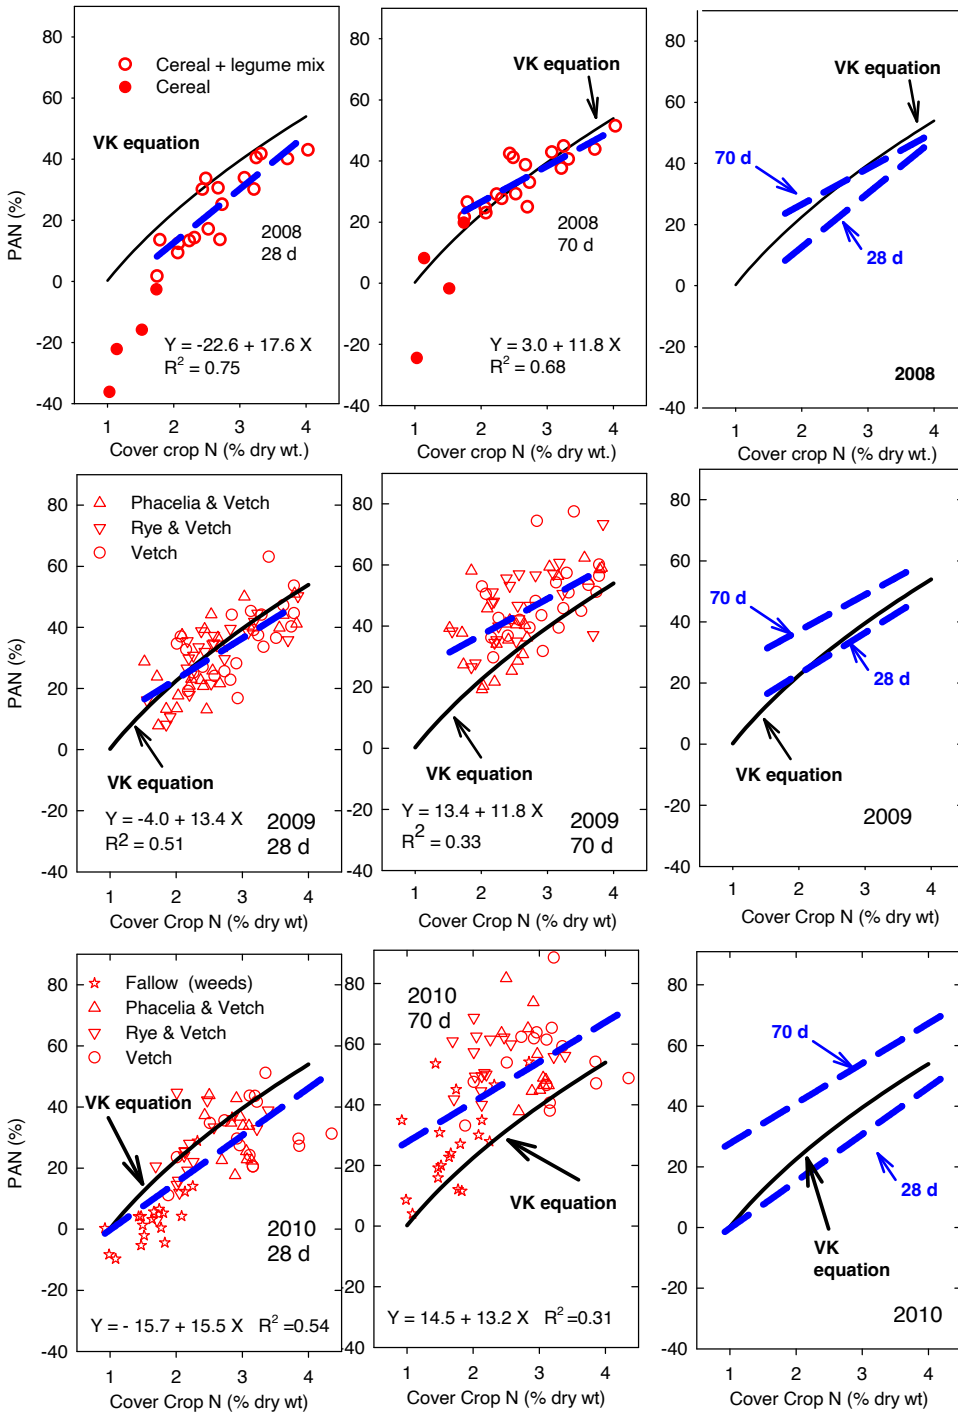 80
60
40
20
0
-20
-40
PAN (%)
Cereal + legume mix
Cereal
VK equation
2008
28 d
Y = -22.6 + 17.6 X
R2 = 0.75
1 2 3 4
Cover crop N (% dry wt.)
80
60
40
20
0
-20
-40
VK equation
2008
70 d
Y = 3.0 + 11.8 X
R2 = 0.68
1 2 3 4
Cover crop N (% dry wt.)
80
60
40
20
0
-20
-40
VK equation
70 d
28 d
2008
1 2 3 4
Cover crop N (% dry wt.)
80
60
40
20
0
-20
-40
PAN (%)
Phacelia & Vetch
Rye & Vetch
Vetch
VK equation
Y = -4.0 + 13.4 X
R2 = 0.51
2009
28 d
1 2 3 4
Cover Crop N (% dry wt)
80
60
40
20
0
-20
-40
VK equation
Y = 13.4 + 11.8 X
R2 = 0.33
2009
70 d
1 2 3 4
Cover Crop N (% dry wt)
80
60
40
20
0
-20
-40
70 d
28 d
VK equation
2009
1 2 3 4
Cover Crop N (% dry wt)
80
60
40
20
0
-20
-40
PAN (%)
Fallow (weeds)
Phacelia & Vetch
Rye & Vetch
Vetch
VK equation
2010
28 d
Y = - 15.7 + 15.5 X R2 =0.54
1 2 3 4
Cover Crop N (% dry wt)
80
60
40
20
0
-20
-40
2010
70 d
VK equation
Y = 14.5 + 13.2 X R2 =0.31
1 2 3 4
Cover Crop N (% dry wt)
80
60
40
20
0
-20
-40
70 d
28 d
VK
equation
2010
1 2 3 4
Cover Crop N (% dry wt)